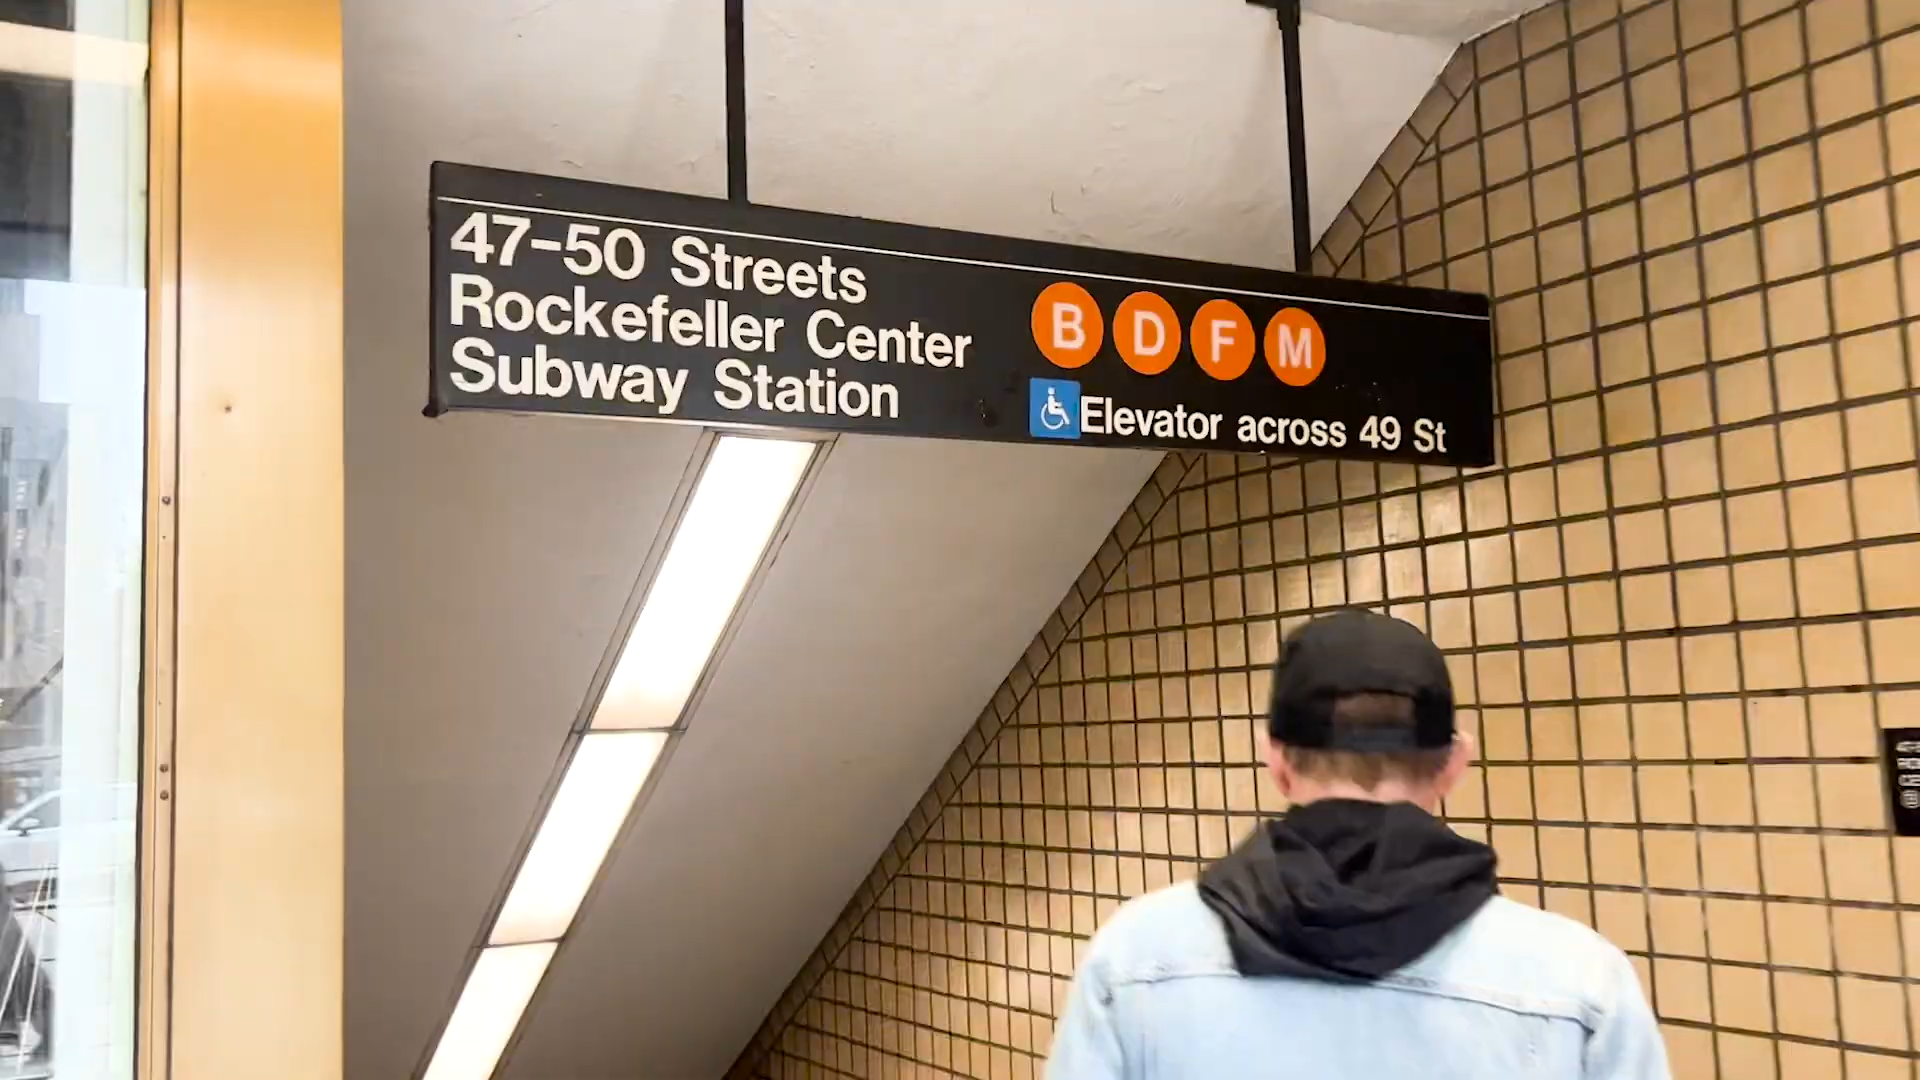 47-50 Streets
Rockefeller Center
Subway Station
B D F M
Elevator across 49 St